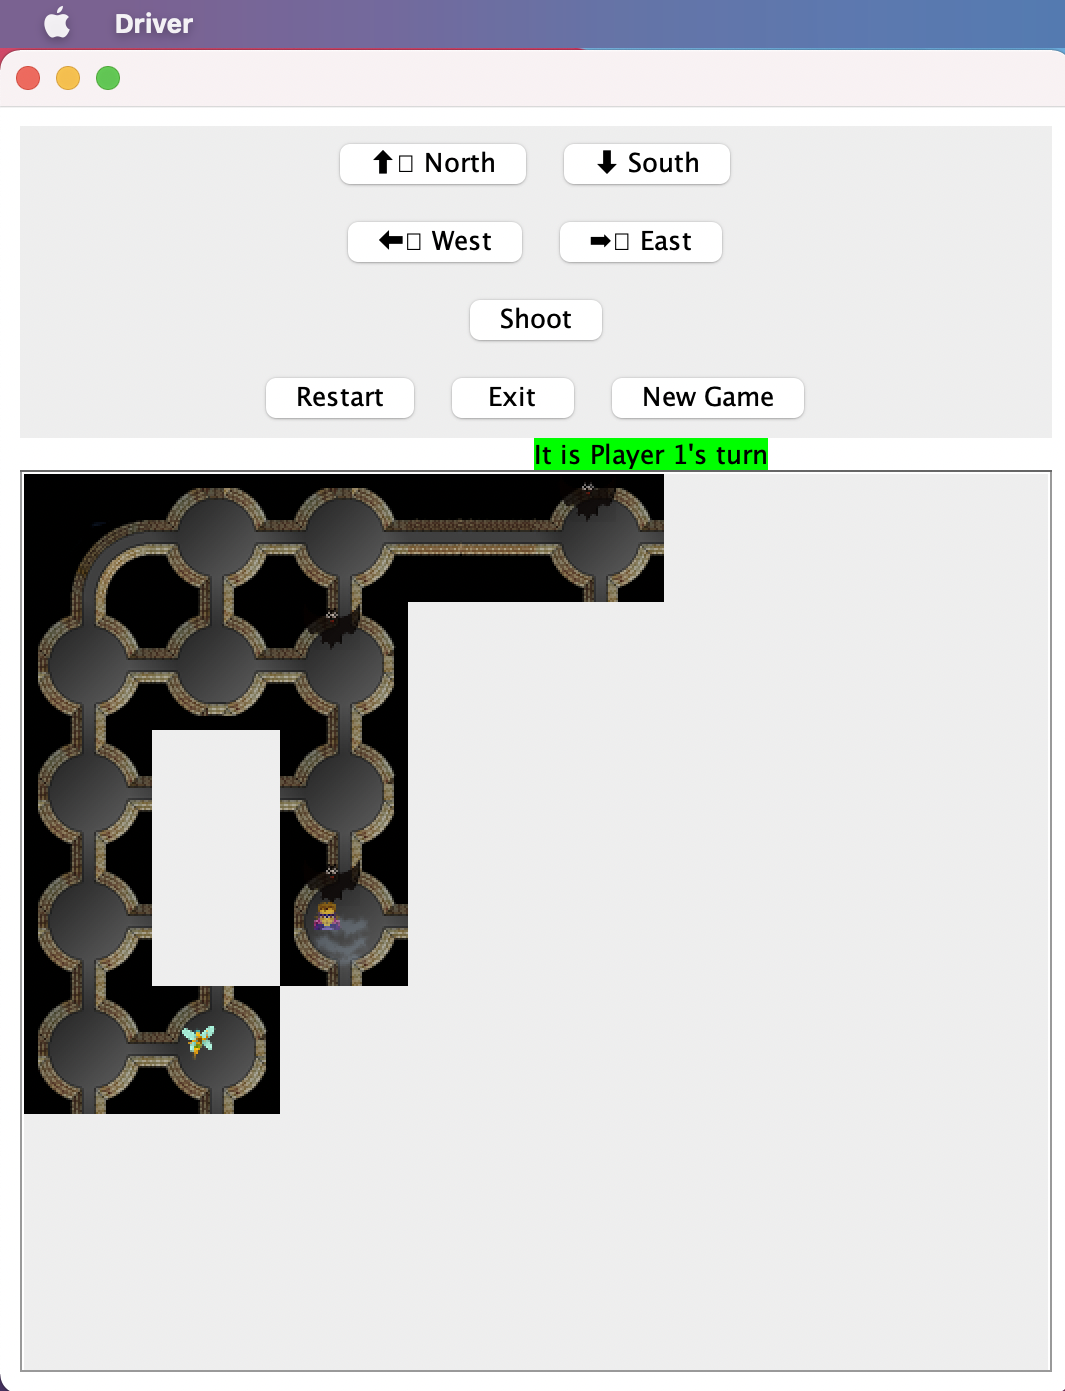 Driver
⬆︎▯ North ⬇ South
⬅▯ West ➡▯ East
Shoot
Restart Exit New Game
It is Player 1's turn